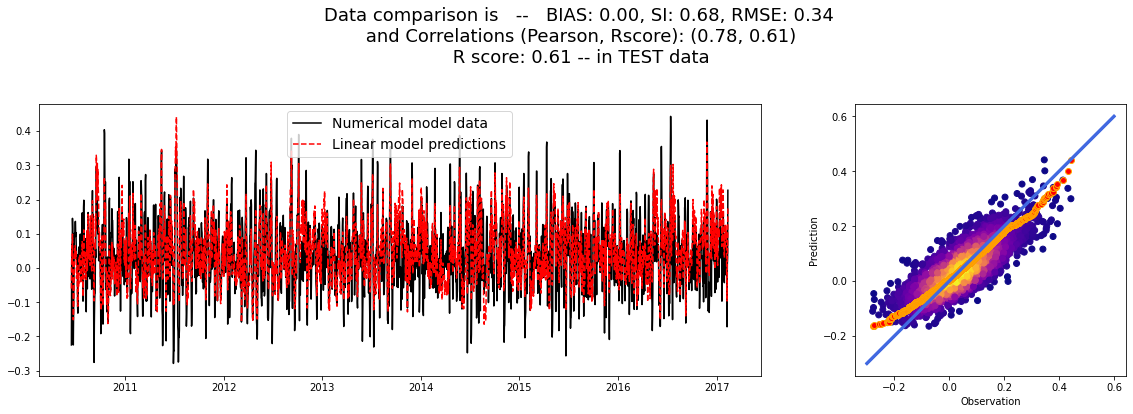 Data comparison is -- BIAS: 0.00, SI: 0.68, RMSE: 0.34
and Correlations (Pearson, Rscore): (0.78, 0.61)
R score: 0.61 -- in TEST data
Numerical model data
Linear model predictions
0.4
0.3
0.2
0.1
0.0
−0.1
−0.2
−0.3
2011 2012 2013 2014 2015 2016 2017
Prediction
0.6
0.4
0.2
0.0
−0.2
−0.2 0.0 0.2 0.4 0.6
Observation